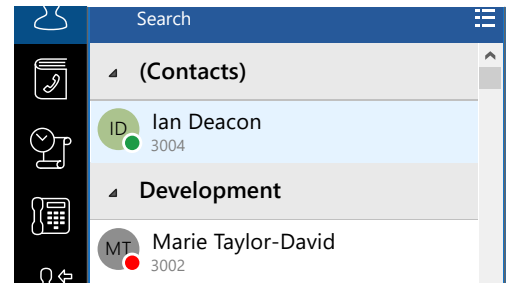 Search
(Contacts)
ID
Ian Deacon
3004
Development
MT
Marie Taylor-David
3002